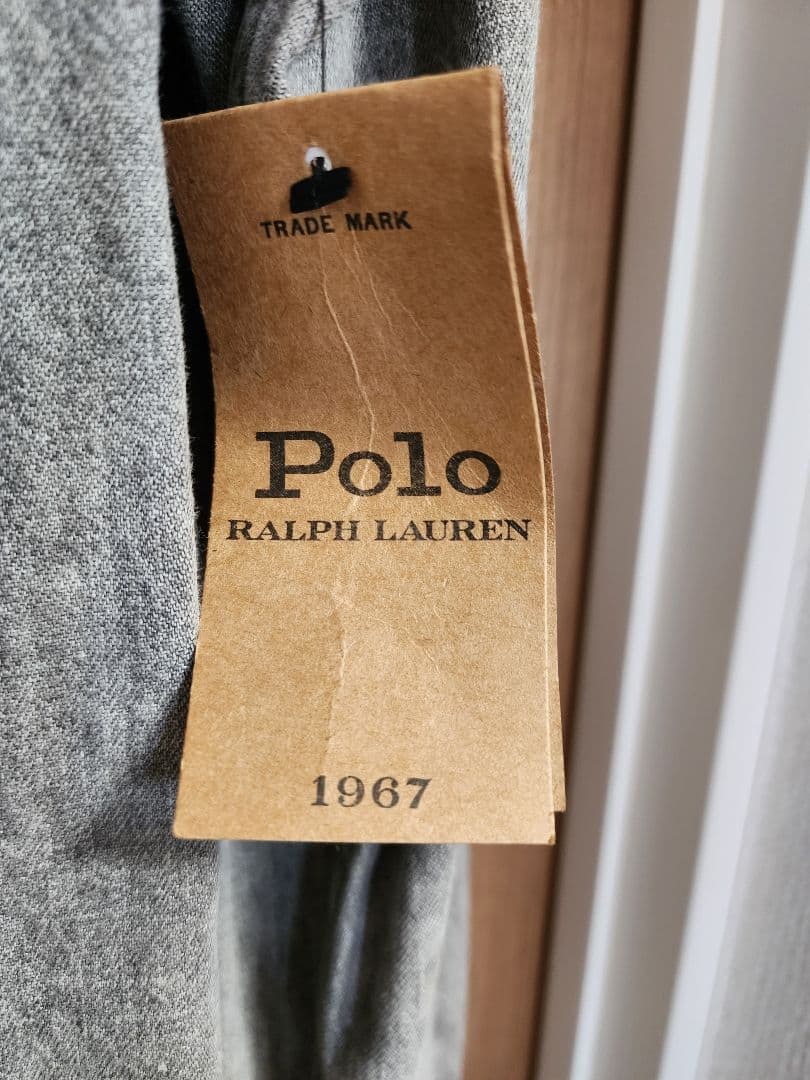 TRADE MARK
Polo
RALPH LAUREN
1967